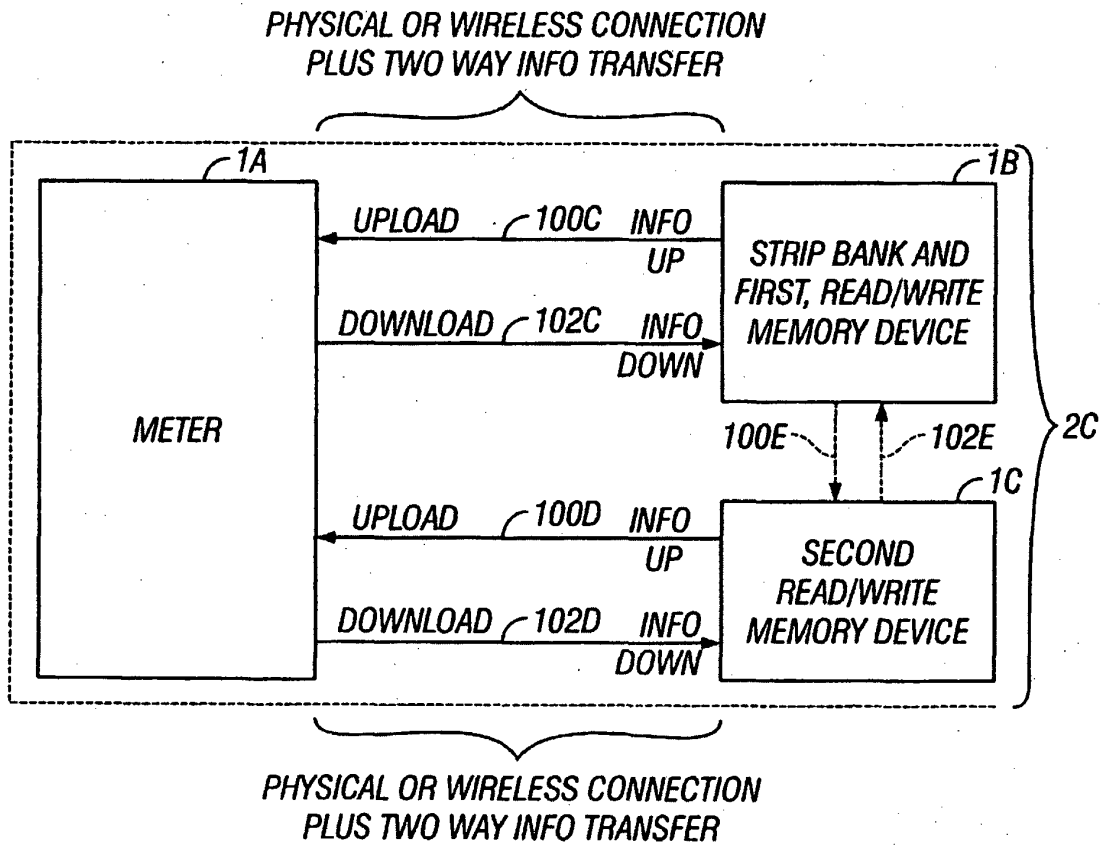 PHYSICAL OR WIRELESS CONNECTION
PLUS TWO WAY INFO TRANSFER
1A
1B
METER
UPLOAD 100C INFO
UP
DOWNLOAD 102C INFO
DOWN
STRIP BANK AND
FIRST, READ/WRITE
MEMORY DEVICE
100E
102E
2C
1C
UPLOAD 100D INFO
UP
DOWNLOAD 102D INFO
DOWN
SECOND
READ/WRITE
MEMORY DEVICE
PHYSICAL OR WIRELESS CONNECTION
PLUS TWO WAY INFO TRANSFER